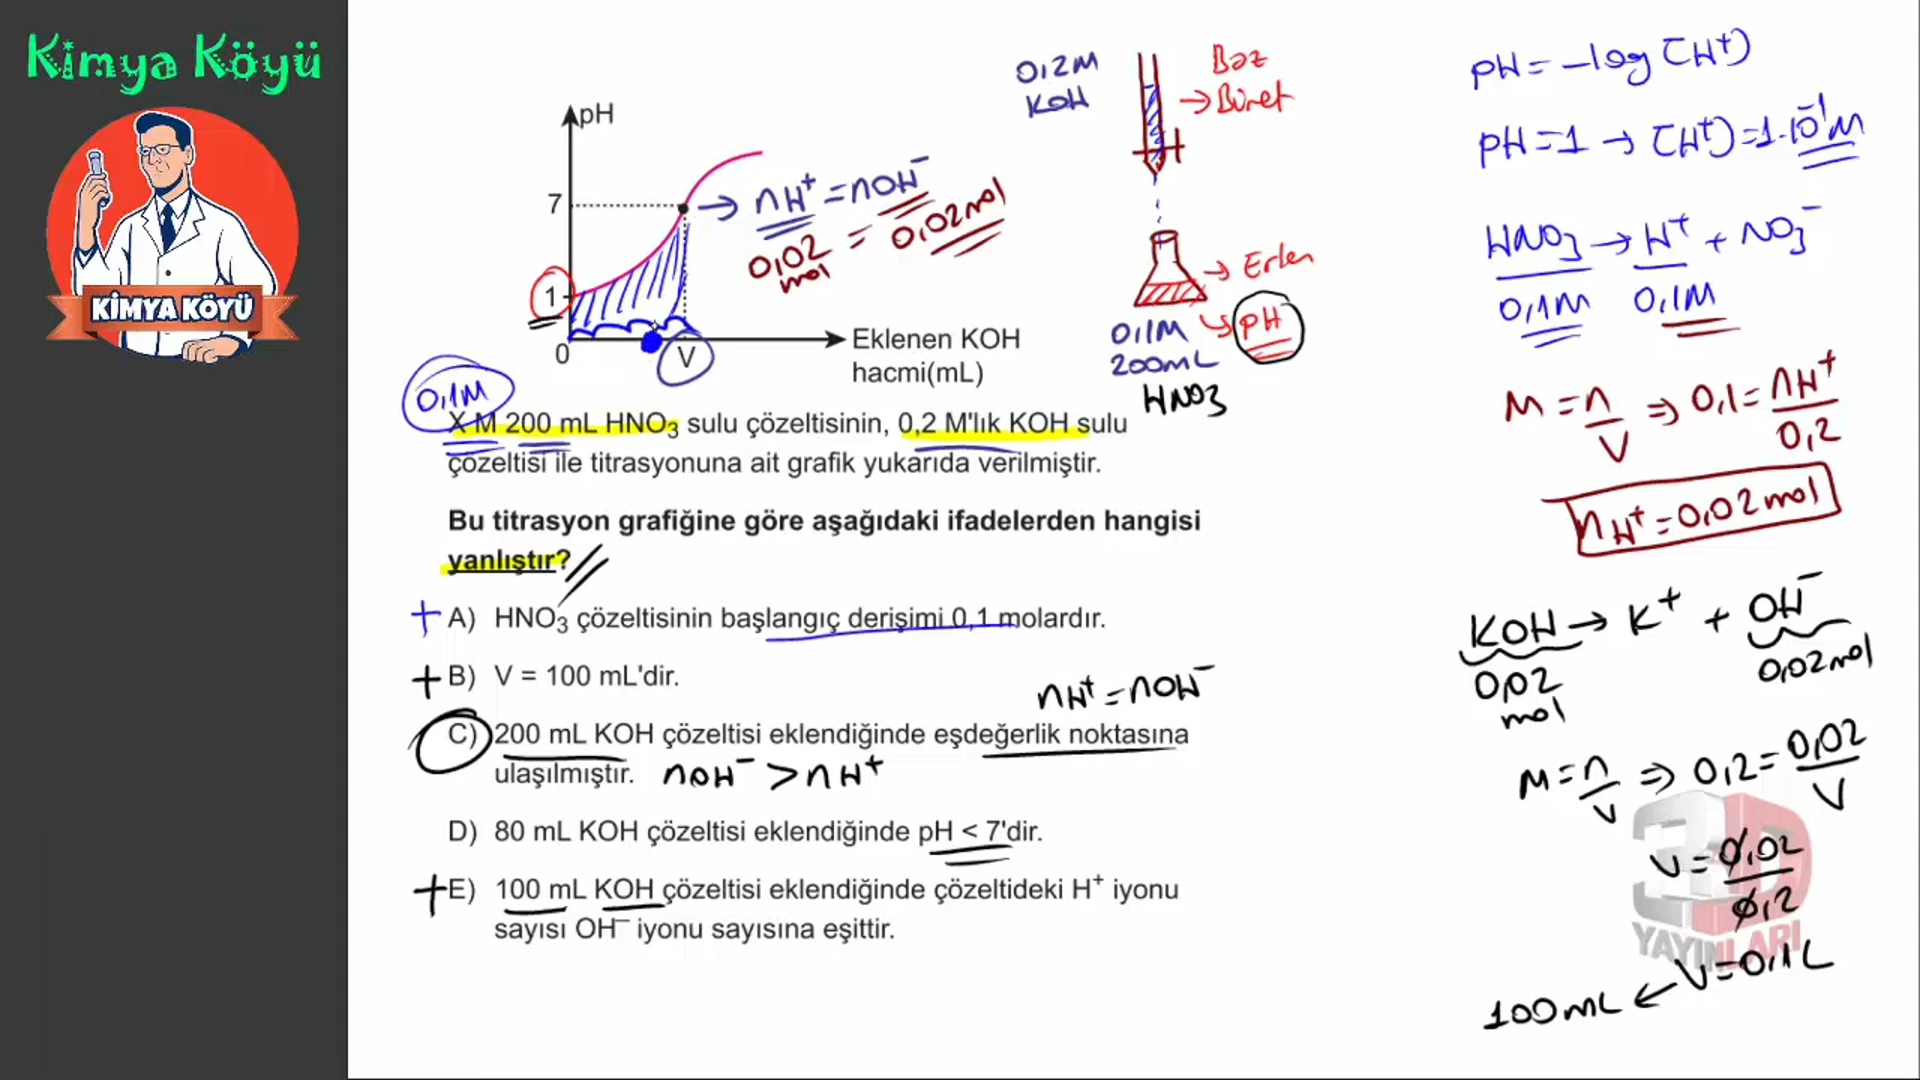 Kimya Köyü
KİMYA KÖYÜ
pH
7
1
0
V
Eklenen KOH
hacmi(mL)
nH⁺ = nOH⁻
0,02 = 0,02mol
mol
0,2M
KOH
Baz
→ Büret
→ Erlen
→ pH
0,1M
200mL
HNO3
0,1M
X M 200 mL HNO₃ sulu çözeltisinin, 0,2 M'lık KOH sulu
çözeltisi ile titrasyonuna ait grafik yukarıda verilmiştir.
Bu titrasyon grafiğine göre aşağıdaki ifadelerden hangisi
yanlıştır?
+ A) HNO₃ çözeltisinin başlangıç derişimi 0,1 molardır.
+ B) V = 100 mL'dir.
nH⁺ = nOH⁻
C) 200 mL KOH çözeltisi eklendiğinde eşdeğerlik noktasına
ulaşılmıştır. nOH⁻ > nH⁺
D) 80 mL KOH çözeltisi eklendiğinde pH < 7'dir.
+ E) 100 mL KOH çözeltisi eklendiğinde çözeltideki H⁺ iyonu
sayısı OH⁻ iyonu sayısına eşittir.
pH = -log[H⁺]
pH=1 → [H⁺]=1.10⁻¹M
HNO3 → H⁺ + NO3⁻
0,1M 0,1M
M = n/V ⇒ 0,1 = nH⁺/0,2
nH⁺ = 0,02mol
KOH → K⁺ + OH⁻
0,02 0,02mol
mol
M = n/V ⇒ 0,2 = 0,02/V
V = 0,02/0,2
V = 0,1L
100mL ←
3D
YAYINLARI